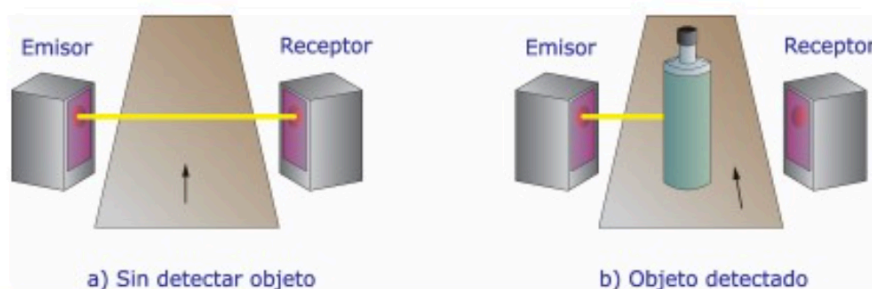 Emisor
Receptor
Emisor
Receptor
a) Sin detectar objeto
b) Objeto detectado